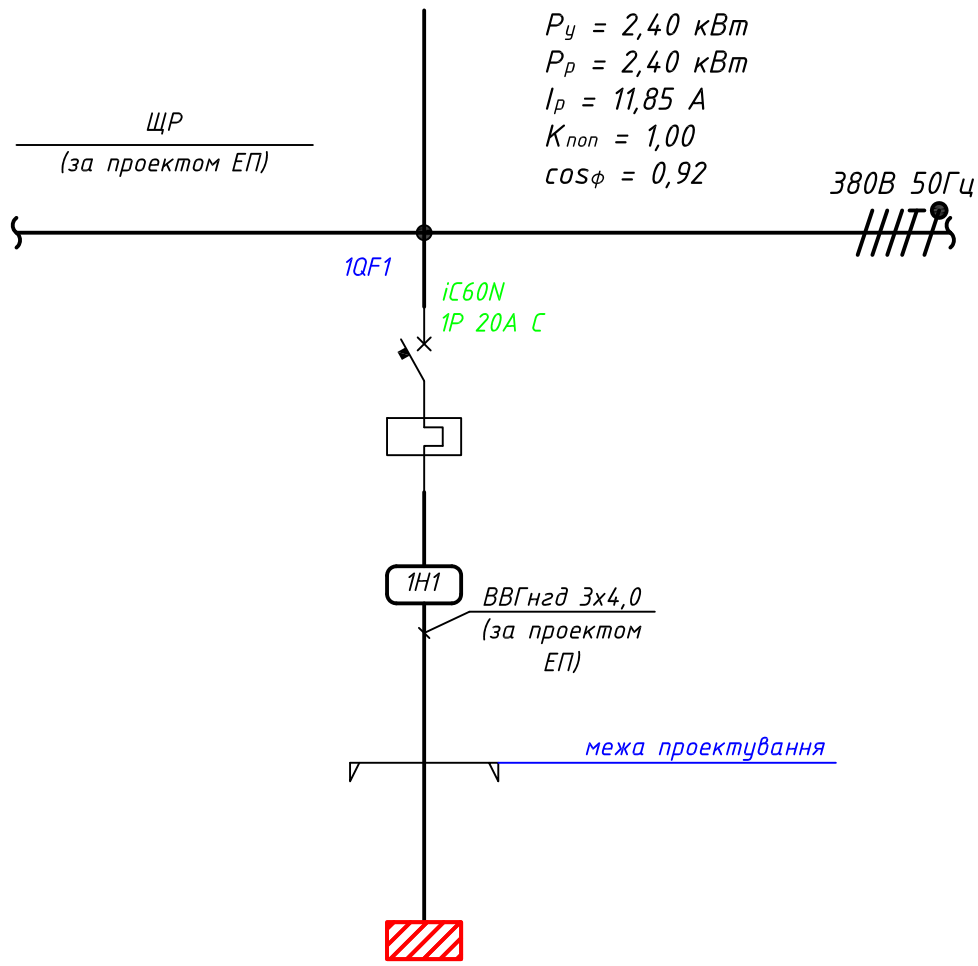 Pу = 2,40 кВт
Pр = 2,40 кВт
Iр = 11,85 А
Kпоп = 1,00
cosφ = 0,92
ЩР
(за проектом ЕП)
380В 50Гц
1QF1
iC60N
1P 20A C
1Н1
ВВГнгд 3х4,0
(за проектом
ЕП)
межа проектування